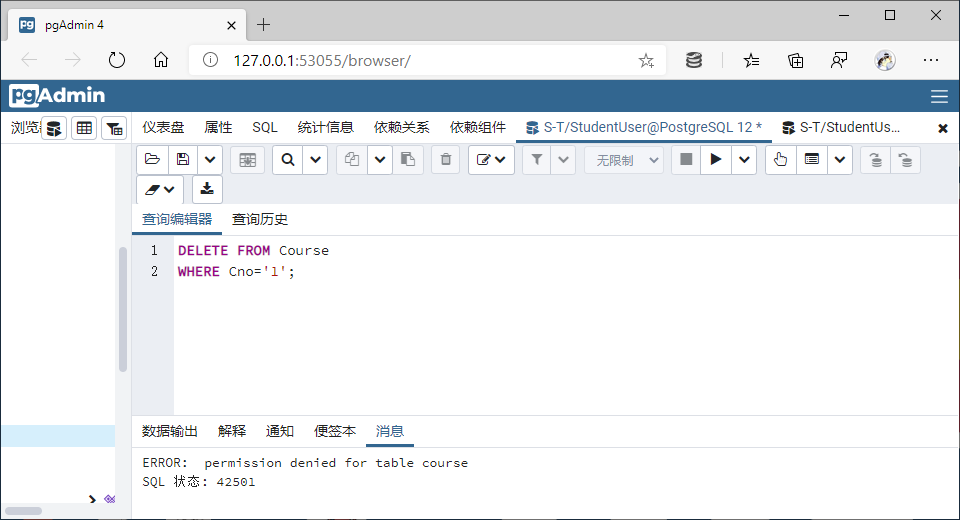 pgAdmin 4
127.0.0.1:53055/browser/
pgAdmin
浏览
仪表盘 属性 SQL 统计信息 依赖关系 依赖组件 S-T/StudentUser@PostgreSQL 12 * S-T/StudentUs...
无限制
查询编辑器 查询历史
1 DELETE FROM Course
2 WHERE Cno='1';
数据输出 解释 通知 便签本 消息
ERROR:  permission denied for table course
SQL 状态: 42501